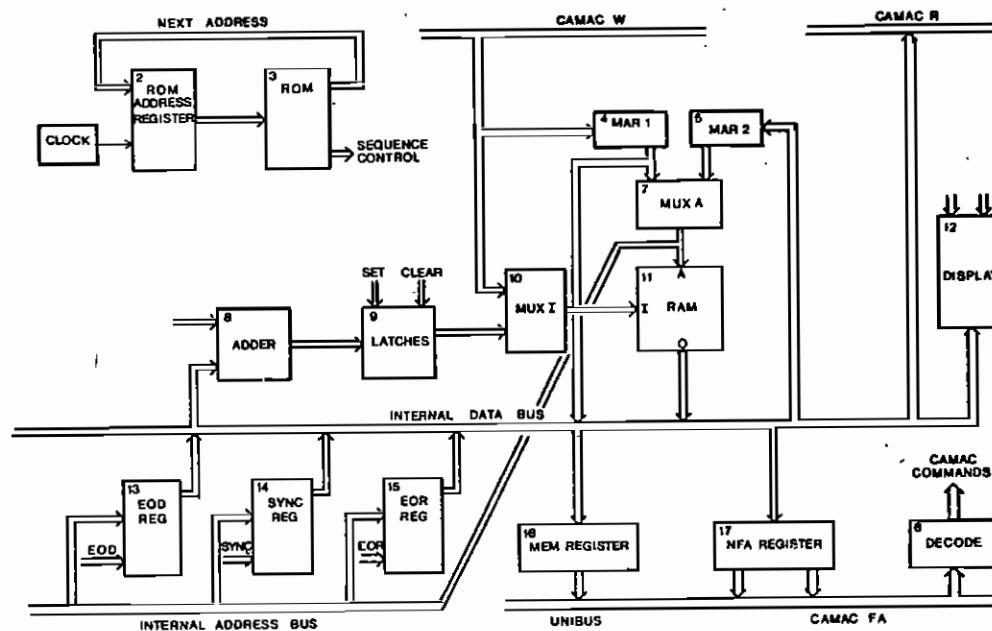 NEXT ADDRESS
CAMAC W
CAMAC R
2
ROM
ADDRESS
REGISTER
3
ROM
CLOCK
SEQUENCE
CONTROL
4
MAR 1
5
MAR 2
7
MUX A
12
DISPLAY
SET CLEAR
10
MUX I
11
A
I
RAM
O
8
ADDER
9
LATCHES
INTERNAL DATA BUS
13
EOD
REG
EOD
14
SYNC
REG
SYNC
15
EOR
REG
EOR
CAMAC
COMMANDS
16
MEM REGISTER
17
NFA REGISTER
6
DECODE
INTERNAL ADDRESS BUS
UNIBUS
CAMAC FA